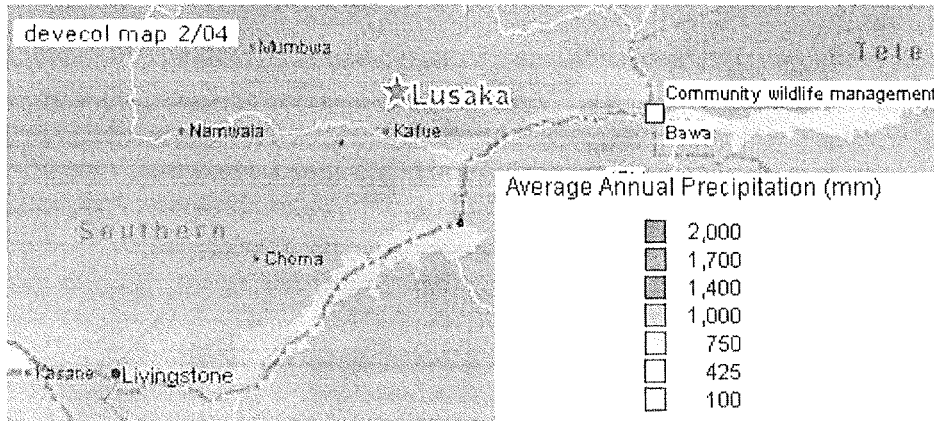 devecol map 2/04
Mumbwa
Tete
Lusaka
Community wildlife management
Namwala
Kafue
Bawa
Average Annual Precipitation (mm)
2,000
1,700
1,400
1,000
750
425
100
Southern
Choma
Kasane
Livingstone